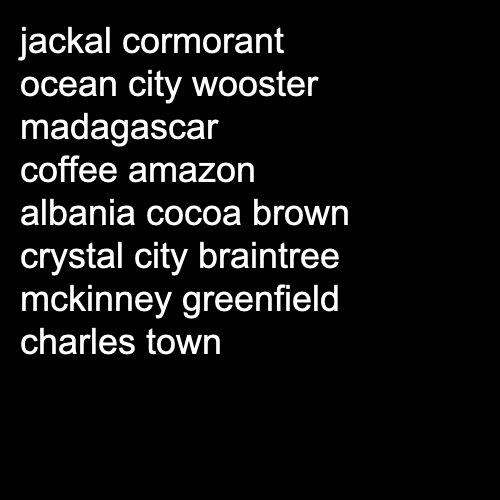 jackal cormorant
ocean city wooster
madagascar
coffee amazon
albania cocoa brown
crystal city braintree
mckinney greenfield
charles town